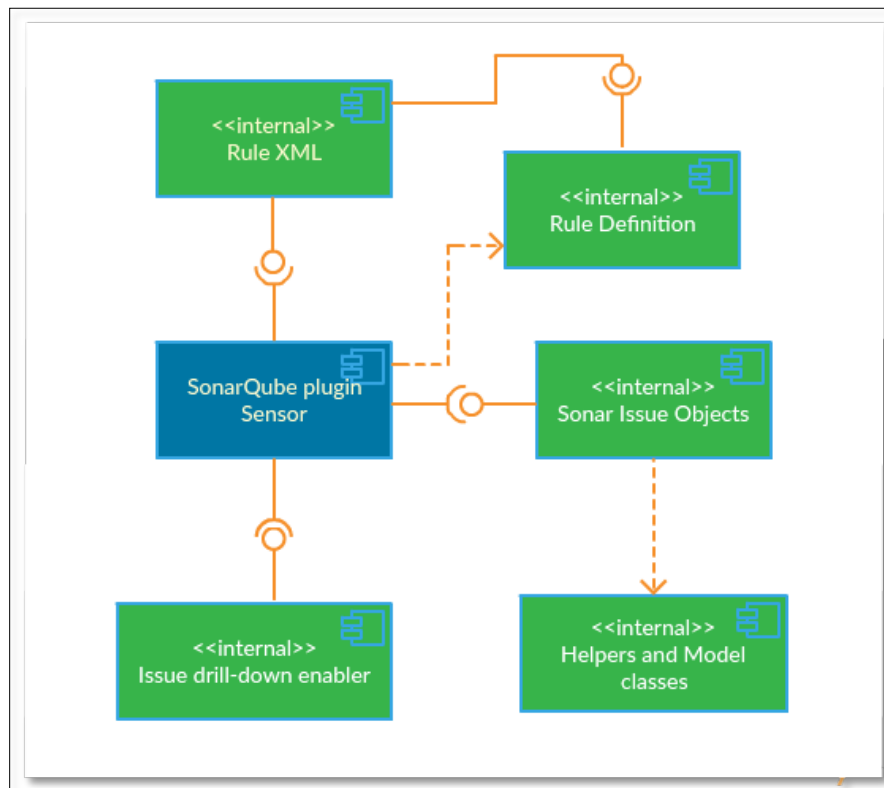 <<internal>>
Rule XML
<<internal>>
Rule Definition
SonarQube plugin
Sensor
<<internal>>
Sonar Issue Objects
<<internal>>
Issue drill-down enabler
<<internal>>
Helpers and Model
classes